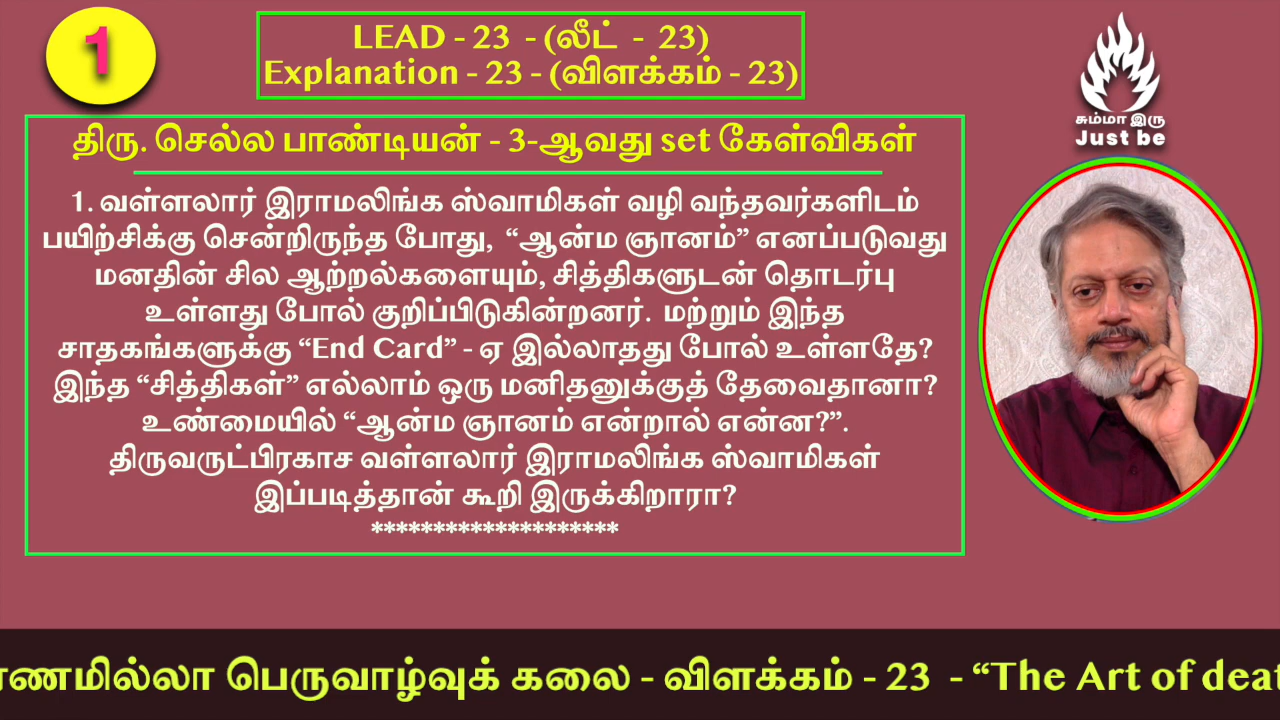 1
LEAD - 23 - (லீட் - 23)
Explanation - 23 - (விளக்கம் - 23)
சும்மா இரு
Just be
திரு. செல்ல பாண்டியன் - 3-ஆவது set கேள்விகள்
1. வள்ளலார் இராமலிங்க ஸ்வாமிகள் வழி வந்தவர்களிடம்
பயிற்சிக்கு சென்றிருந்த போது, “ஆன்ம ஞானம்” எனப்படுவது
மனதின் சில ஆற்றல்களையும், சித்திகளுடன் தொடர்பு
உள்ளது போல் குறிப்பிடுகின்றனர். மற்றும் இந்த
சாதகங்களுக்கு “End Card” - ஏ இல்லாதது போல் உள்ளதே?
இந்த “சித்திகள்” எல்லாம் ஒரு மனிதனுக்குத் தேவைதானா?
உண்மையில் “ஆன்ம ஞானம் என்றால் என்ன?”.
திருவருட்பிரகாச வள்ளலார் இராமலிங்க ஸ்வாமிகள்
இப்படித்தான் கூறி இருக்கிறாரா?
********************
ரணமில்லா பெருவாழ்வுக் கலை - விளக்கம் - 23 - “The Art of deat